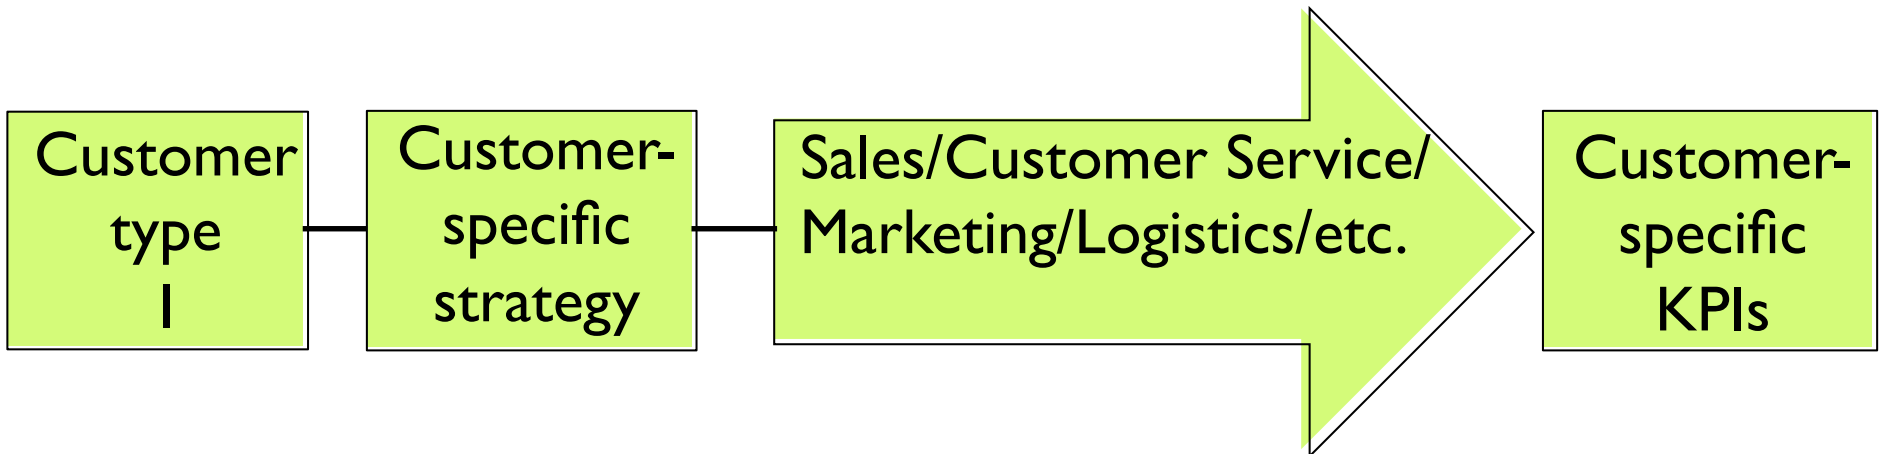 Customer
type
1
Customer-
specific
strategy
Sales/Customer Service/
Marketing/Logistics/etc.
Customer-
specific
KPIs